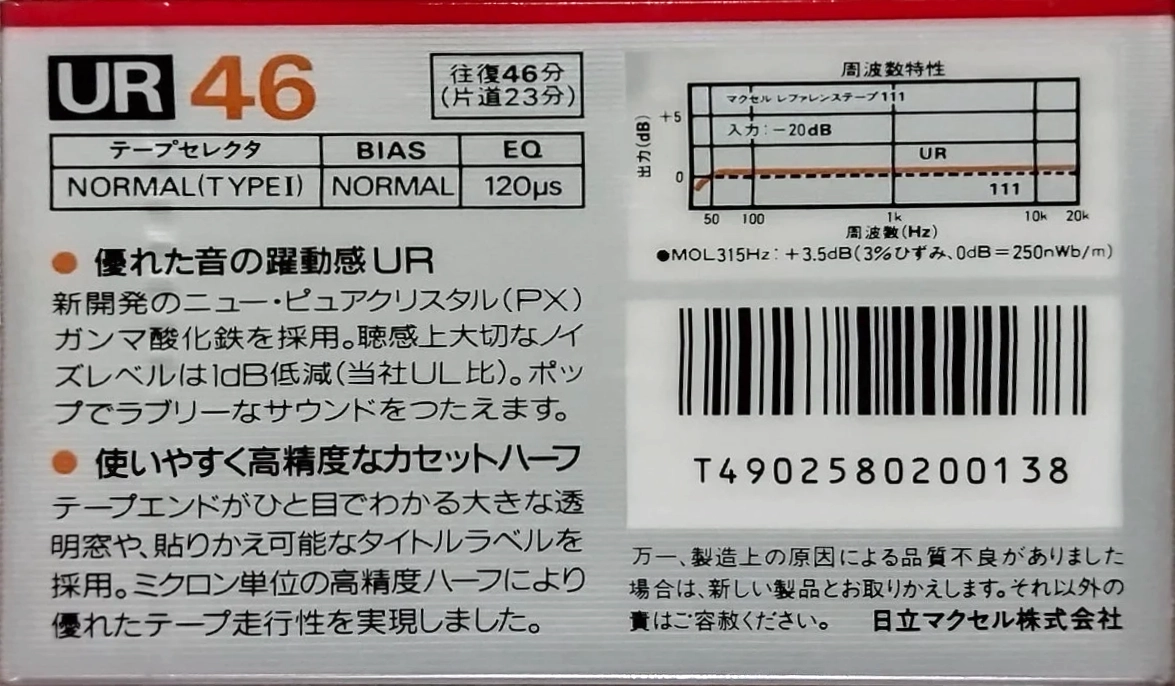 UR 46
往復46分
(片道23分)
テープセレクタ BIAS EQ
NORMAL(TYPEⅠ) NORMAL 120μs
● 優れた音の躍動感UR
新開発のニュー・ピュアクリスタル(PX)
ガンマ酸化鉄を採用。聴感上大切なノイ
ズレベルは1dB低減(当社UL比)。ポッ
プでラブリーなサウンドをつたえます。
● 使いやすく高精度なカセットハーフ
テープエンドがひと目でわかる大きな透
明窓や、貼りかえ可能なタイトルラベルを
採用。ミクロン単位の高精度ハーフにより
優れたテープ走行性を実現しました。
周波数特性
マクセル レファレンステープ111
入力:-20dB
出力(dB)
+5
0
UR
111
50 100 1k 10k 20k
周波数(Hz)
●MOL315Hz:+3.5dB(3%ひずみ、0dB=250nWb/m)
T4902580200138
万一、製造上の原因による品質不良がありました
場合は、新しい製品とお取りかえします。それ以外の
責はご容赦ください。 日立マクセル株式会社